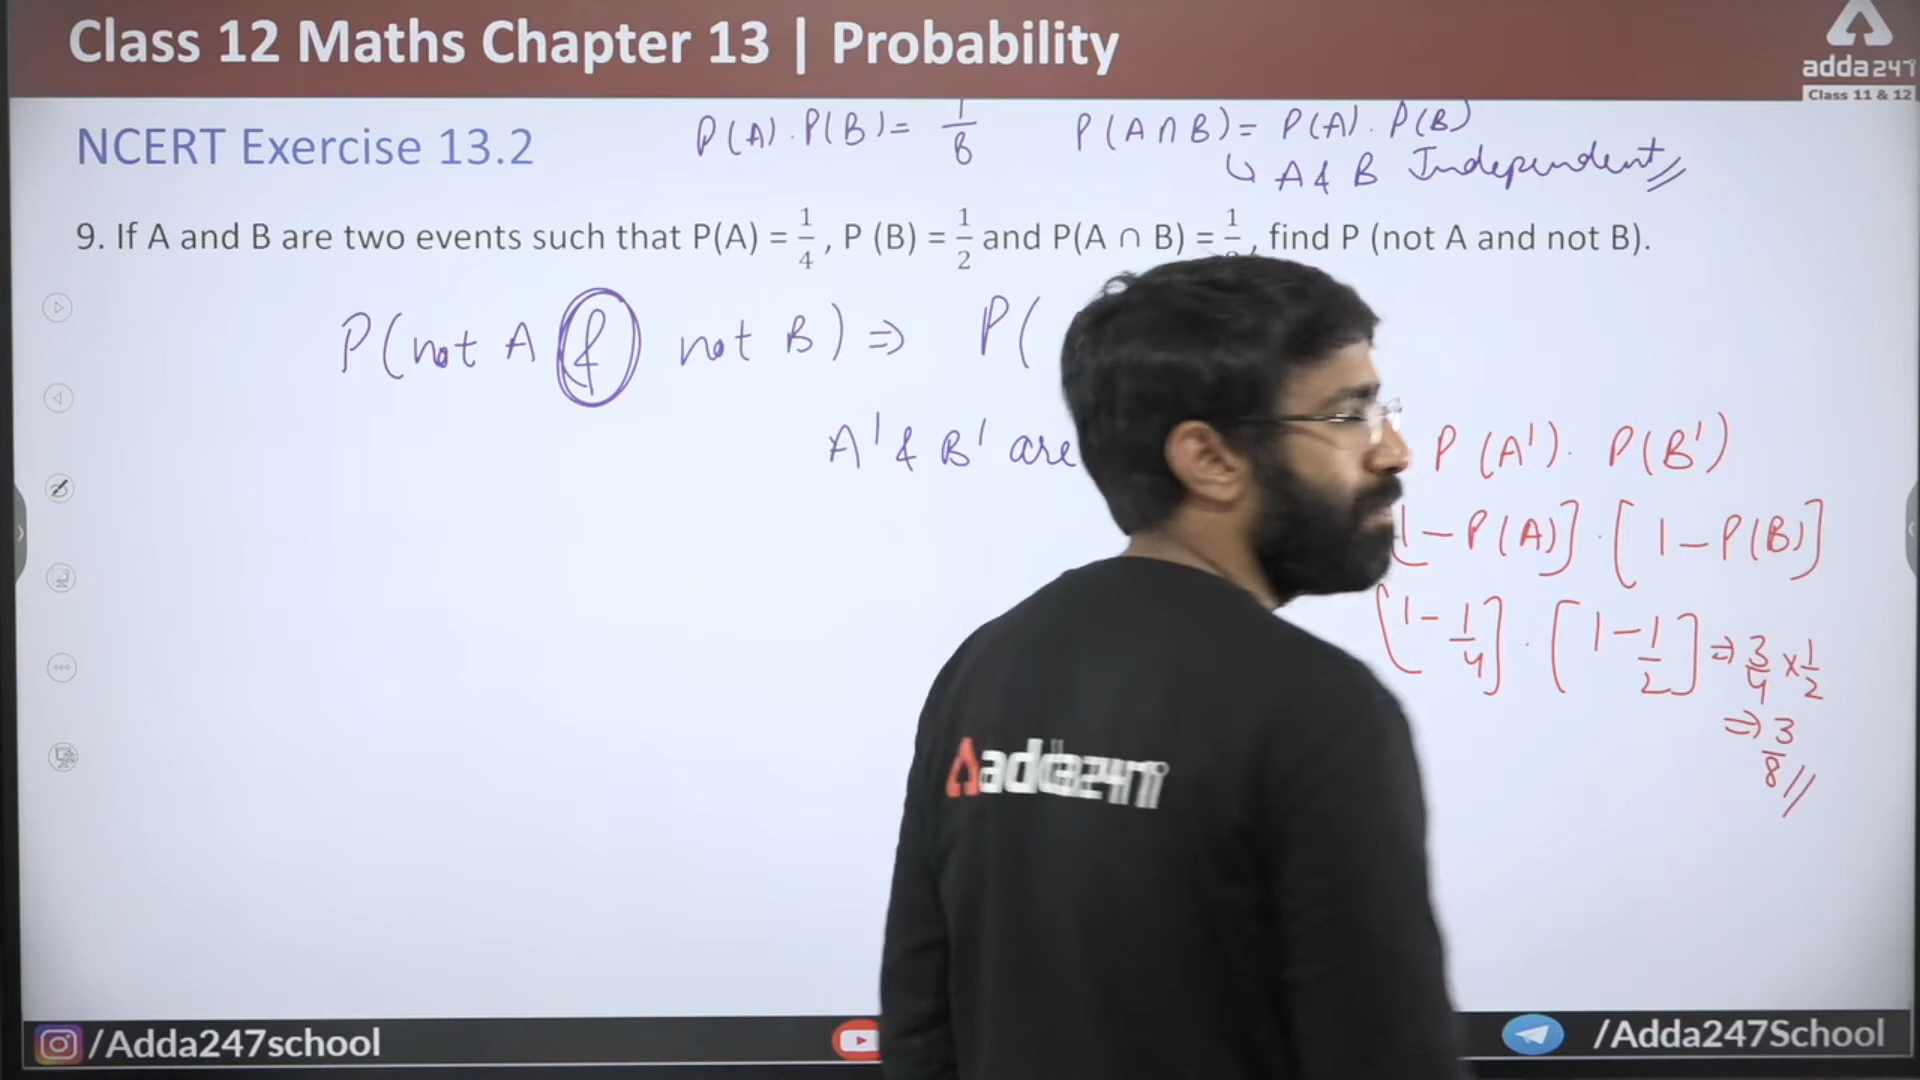 Class 12 Maths Chapter 13 | Probability
adda247
Class 11 & 12
NCERT Exercise 13.2
P(A).P(B)= 1/8
P(A∩B)= P(A).P(B)
↳ A & B Independent
9. If A and B are two events such that P(A) = 1/4, P (B) = 1/2 and P(A ∩ B) = 1/ , find P (not A and not B).
P(not A & not B) ⇒ P(
A' & B' are
P(A'). P(B')
1-P(A)].[1-P(B)]
[1-1/4].[1-1/2] ⇒ 3/4 × 1/2
⇒ 3/8 //
adda247
/Adda247school
/Adda247School